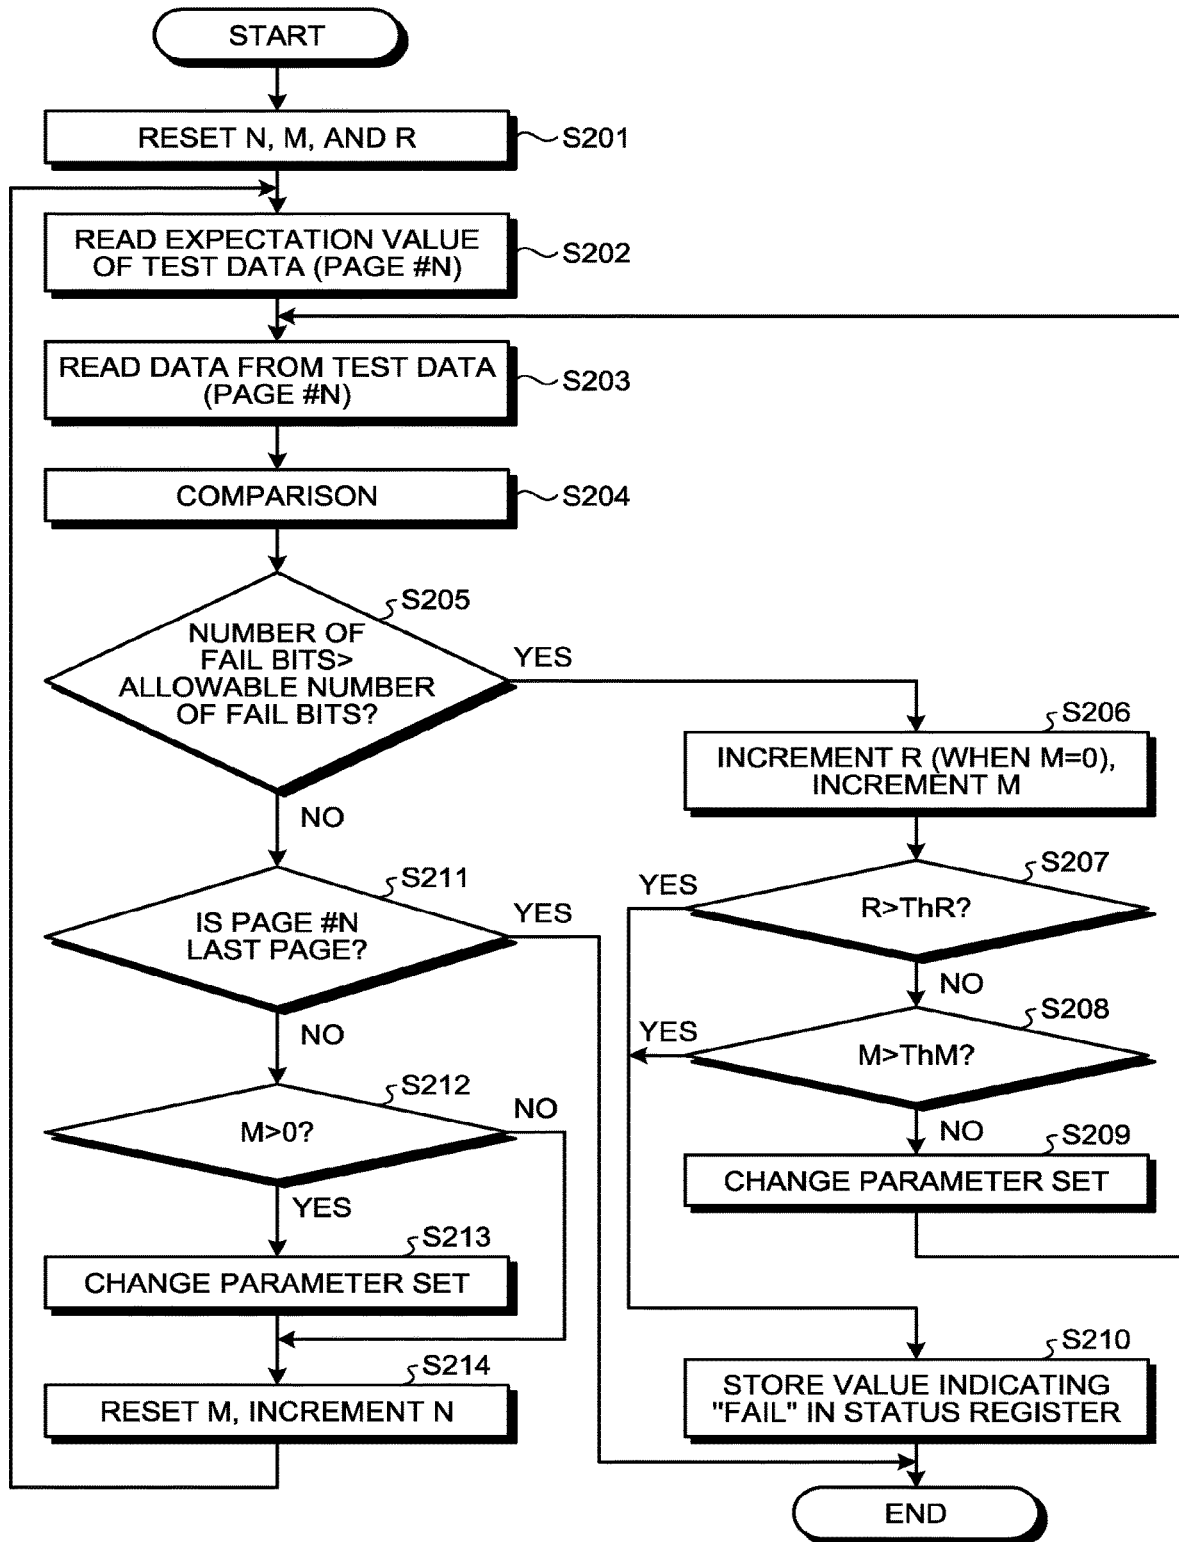 START
RESET N, M, AND R
S201
READ EXPECTATION VALUE
OF TEST DATA (PAGE #N)
S202
READ DATA FROM TEST DATA
(PAGE #N)
S203
COMPARISON
S204
S205
NUMBER OF
FAIL BITS>
ALLOWABLE NUMBER
OF FAIL BITS?
YES
NO
S206
INCREMENT R (WHEN M=0),
INCREMENT M
S207
R>ThR?
YES
NO
S208
M>ThM?
YES
NO
S209
CHANGE PARAMETER SET
S210
STORE VALUE INDICATING
"FAIL" IN STATUS REGISTER
S211
IS PAGE #N
LAST PAGE?
YES
NO
S212
M>0?
NO
YES
S213
CHANGE PARAMETER SET
S214
RESET M, INCREMENT N
END